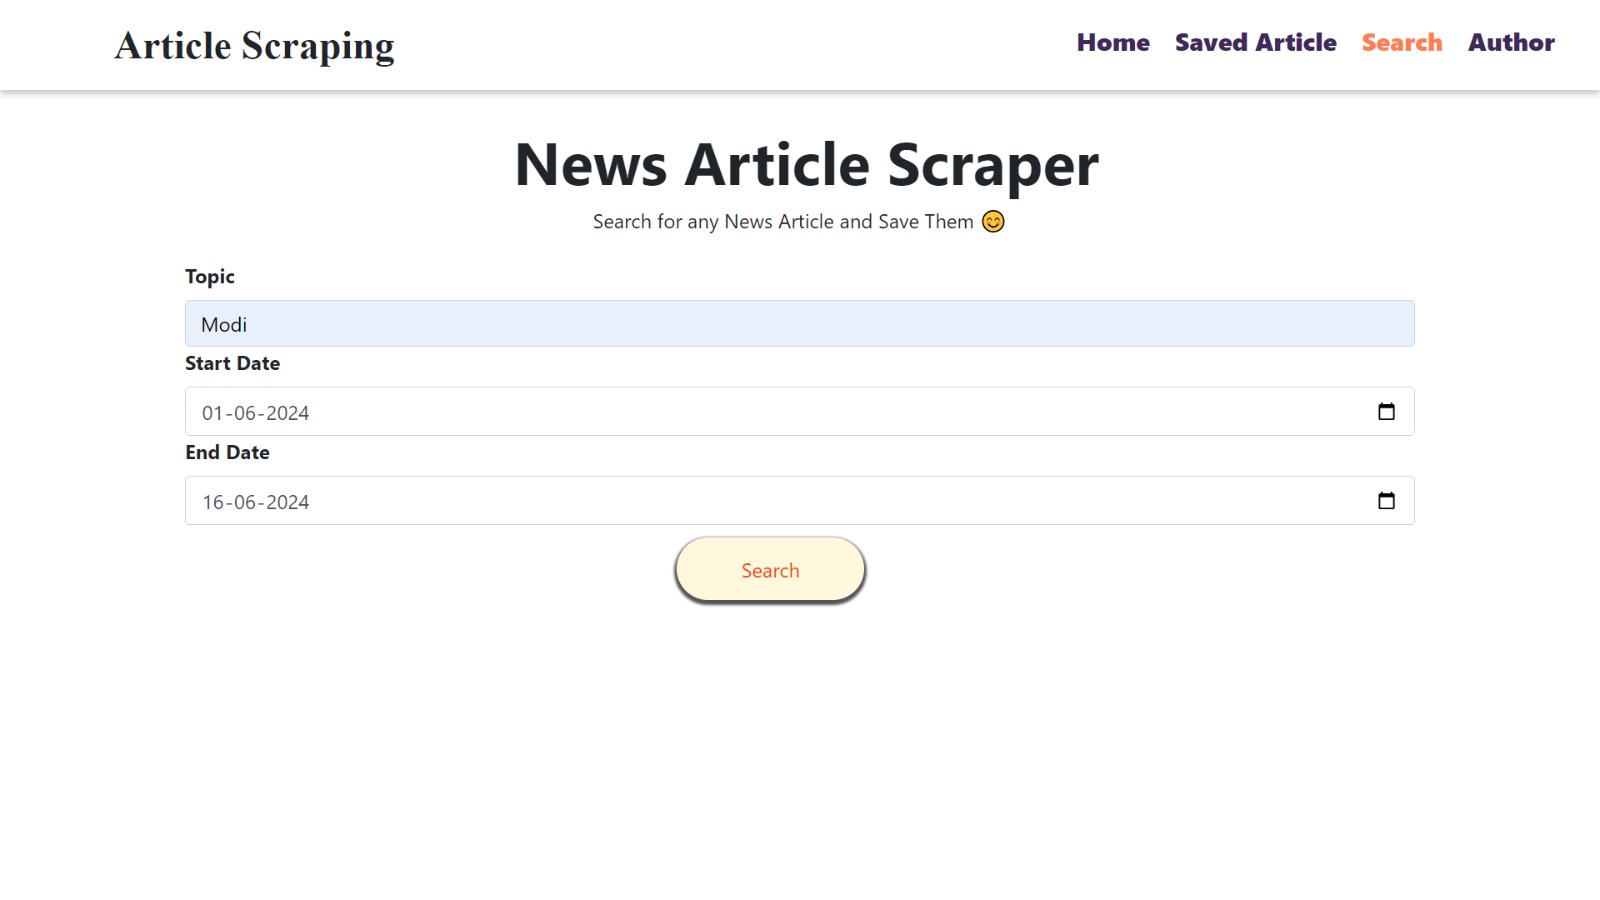 Article Scraping
Home Saved Article Search Author
News Article Scraper
Search for any News Article and Save Them 😊
Topic
Modi
Start Date
01-06-2024
End Date
16-06-2024
Search